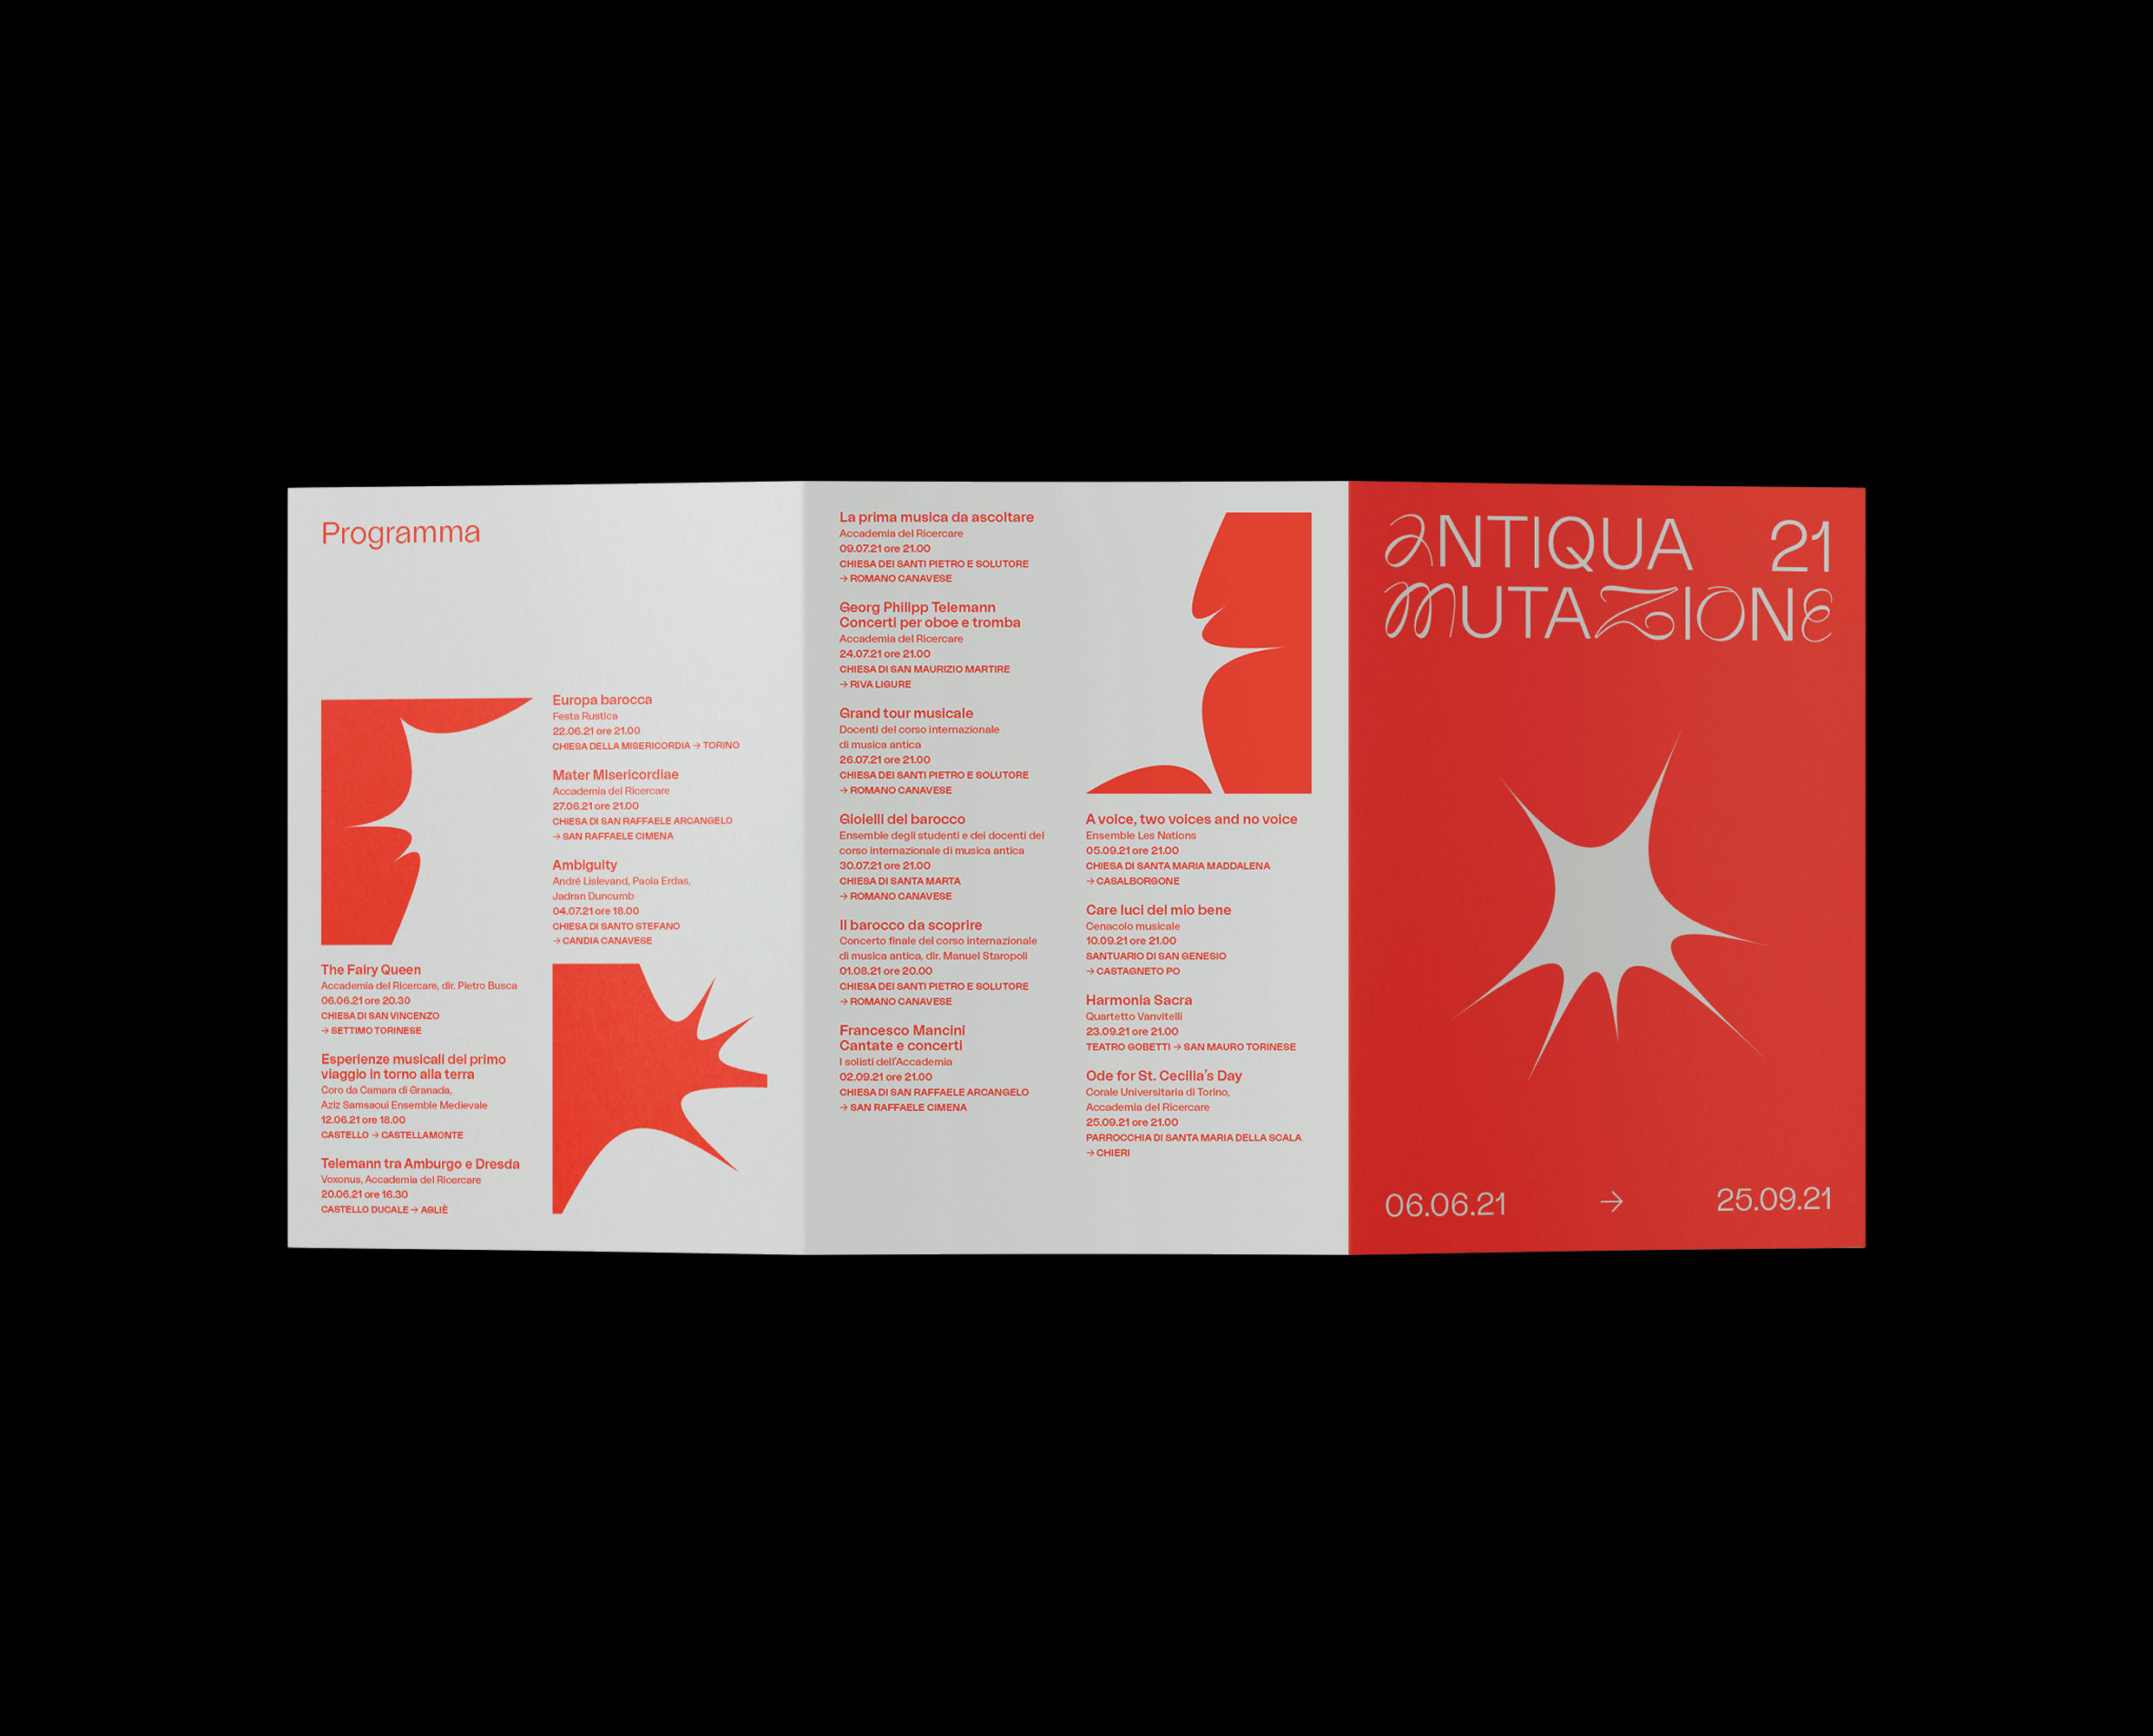 Programma
The Fairy Queen
Accademia del Ricercare, dir. Pietro Busca
06.06.21 ore 20.30
CHIESA DI SAN VINCENZO
→ SETTIMO TORINESE
Esperienze musicali del primo
viaggio in torno alla terra
Coro da Camara di Granada,
Aziz Samsaoui Ensemble Medievale
12.06.21 ore 18.00
CASTELLO → CASTELLAMONTE
Telemann tra Amburgo e Dresda
Voxonus, Accademia del Ricercare
20.06.21 ore 16.30
CASTELLO DUCALE → AGLIÈ
Europa barocca
Festa Rustica
22.06.21 ore 21.00
CHIESA DELLA MISERICORDIA → TORINO
Mater Misericordiae
Accademia del Ricercare
27.06.21 ore 21.00
CHIESA DI SAN RAFFAELE ARCANGELO
→ SAN RAFFAELE CIMENA
Ambiguity
André Lislevand, Paola Erdas,
Jadran Duncumb
04.07.21 ore 18.00
CHIESA DI SANTO STEFANO
→ CANDIA CANAVESE
La prima musica da ascoltare
Accademia del Ricercare
09.07.21 ore 21.00
CHIESA DEI SANTI PIETRO E SOLUTORE
→ ROMANO CANAVESE
Georg Philipp Telemann
Concerti per oboe e tromba
Accademia del Ricercare
24.07.21 ore 21.00
CHIESA DI SAN MAURIZIO MARTIRE
→ RIVA LIGURE
Grand tour musicale
Docenti del corso internazionale
di musica antica
26.07.21 ore 21.00
CHIESA DEI SANTI PIETRO E SOLUTORE
→ ROMANO CANAVESE
Gioielli del barocco
Ensemble degli studenti e dei docenti del
corso internazionale di musica antica
30.07.21 ore 21.00
CHIESA DI SANTA MARTA
→ ROMANO CANAVESE
Il barocco da scoprire
Concerto finale del corso internazionale
di musica antica, dir. Manuel Staropoli
01.08.21 ore 20.00
CHIESA DEI SANTI PIETRO E SOLUTORE
→ ROMANO CANAVESE
Francesco Mancini
Cantate e concerti
I solisti dell'Accademia
02.09.21 ore 21.00
CHIESA DI SAN RAFFAELE ARCANGELO
→ SAN RAFFAELE CIMENA
A voice, two voices and no voice
Ensemble Les Nations
05.09.21 ore 21.00
CHIESA DI SANTA MARIA MADDALENA
→ CASALBORGONE
Care luci del mio bene
Cenacolo musicale
10.09.21 ore 21.00
SANTUARIO DI SAN GENESIO
→ CASTAGNETO PO
Harmonia Sacra
Quartetto Vanvitelli
23.09.21 ore 21.00
TEATRO GOBETTI → SAN MAURO TORINESE
Ode for St. Cecilia's Day
Corale Universitaria di Torino,
Accademia del Ricercare
25.09.21 ore 21.00
PARROCCHIA DI SANTA MARIA DELLA SCALA
→ CHIERI
ANTIQUA 21
MUTAZIONE
06.06.21 → 25.09.21